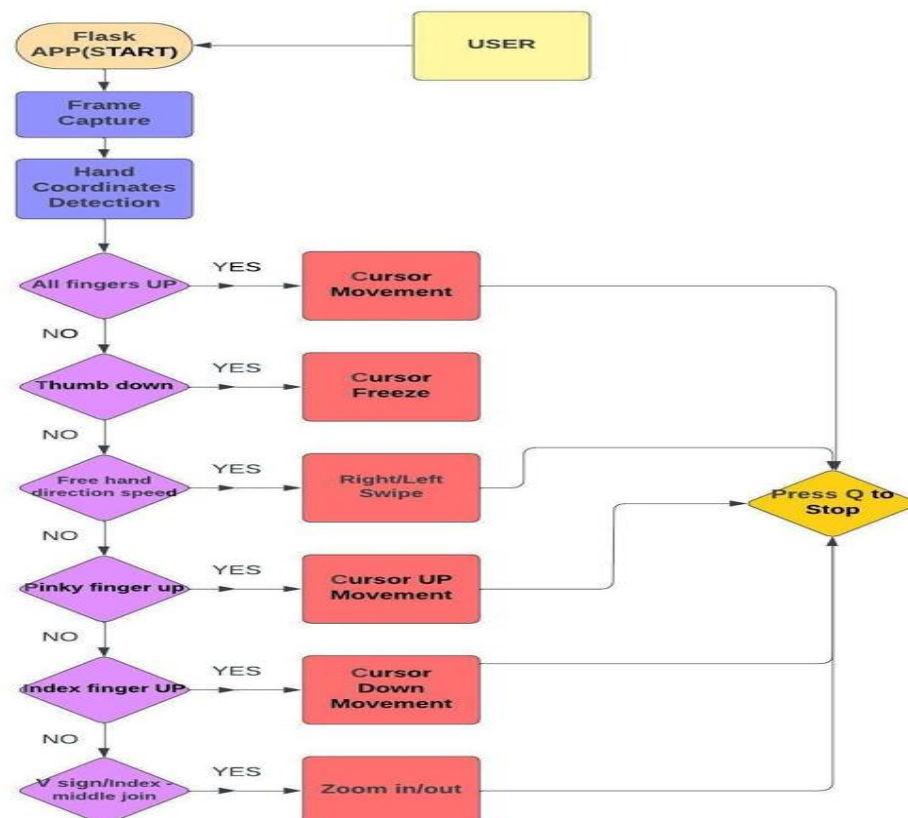 Flask
APP(START)
USER
Frame
Capture
Hand
Coordinates
Detection
All fingers UP
YES
Cursor
Movement
NO
Thumb down
YES
Cursor
Freeze
NO
Free hand
direction speed
YES
Right/Left
Swipe
Press Q to
Stop
NO
Pinky finger up
YES
Cursor UP
Movement
NO
Index finger UP
YES
Cursor
Down
Movement
NO
V sign/Index -
middle join
YES
Zoom in/out